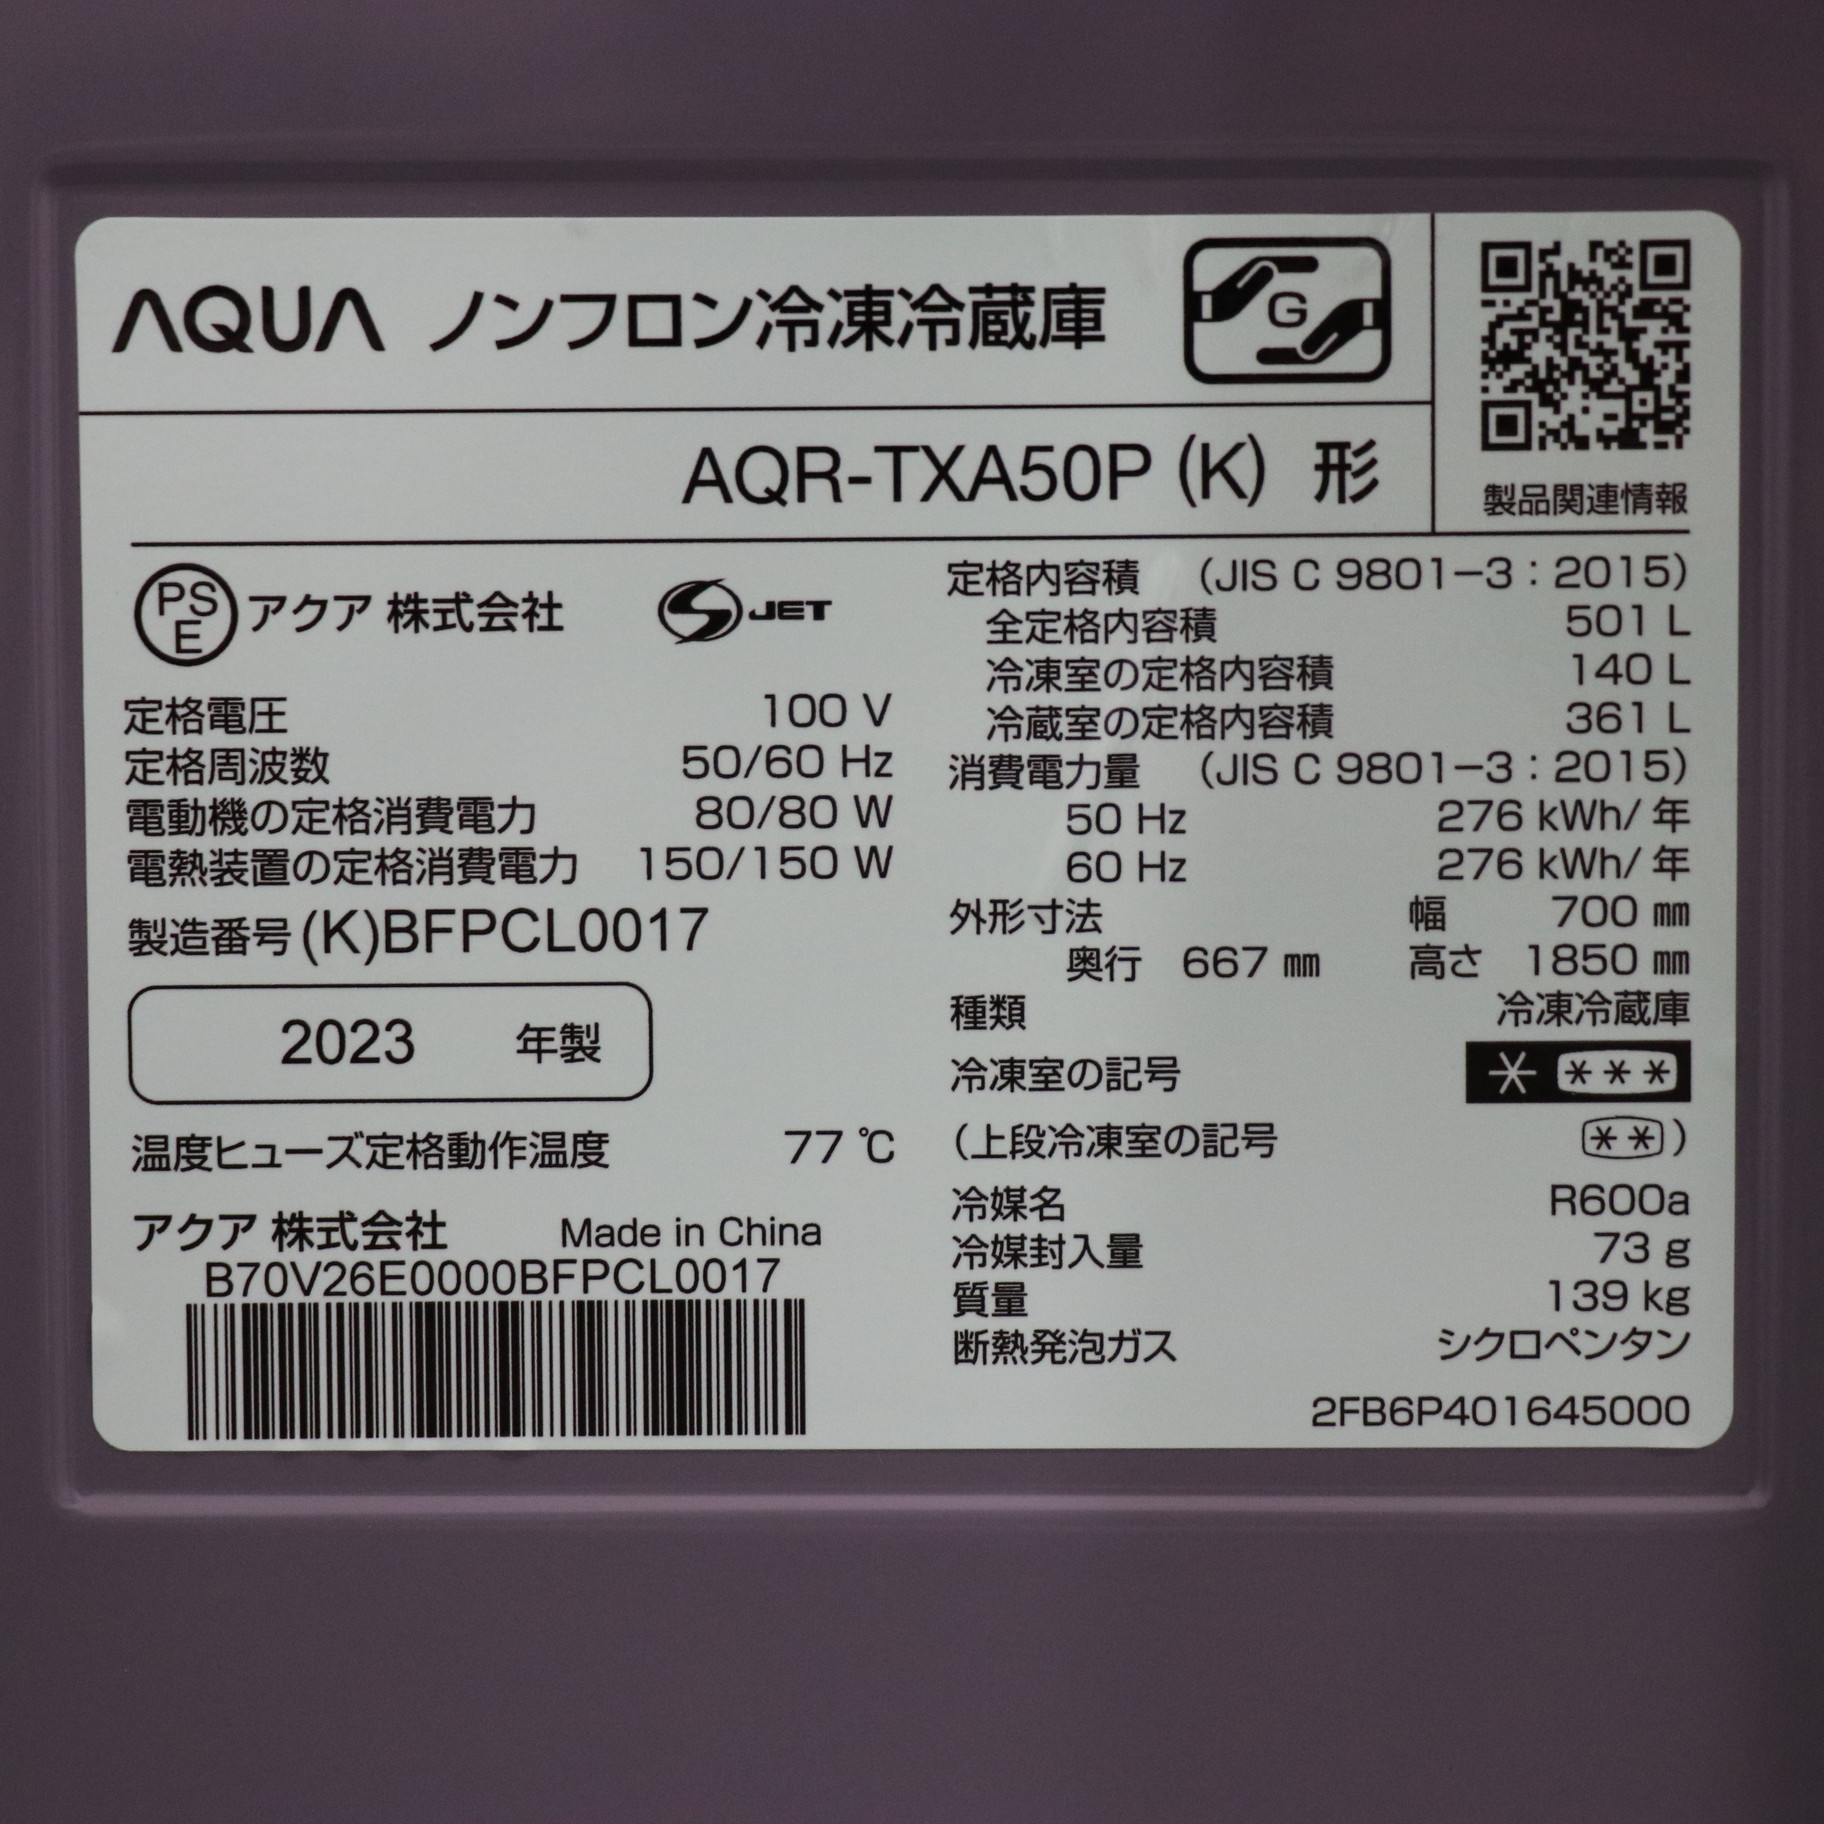 AQUA ノンフロン冷凍冷蔵庫
G
AQR-TXA50P (K) 形
製品関連情報
PS
E
アクア 株式会社
S JET
定格電圧 100 V
定格周波数 50/60 Hz
電動機の定格消費電力 80/80 W
電熱装置の定格消費電力 150/150 W
製造番号 (K)BFPCL0017
2023 年製
温度ヒューズ定格動作温度 77 ℃
アクア 株式会社 Made in China
B70V26E0000BFPCL0017
定格内容積 (JIS C 9801-3:2015)
全定格内容積 501 L
冷凍室の定格内容積 140 L
冷蔵室の定格内容積 361 L
消費電力量 (JIS C 9801-3:2015)
50 Hz 276 kWh/年
60 Hz 276 kWh/年
外形寸法 幅 700 ㎜
奥行 667 ㎜ 高さ 1850 ㎜
種類 冷凍冷蔵庫
冷凍室の記号 * ***
(上段冷凍室の記号 **)
冷媒名 R600a
冷媒封入量 73 g
質量 139 kg
断熱発泡ガス シクロペンタン
2FB6P401645000